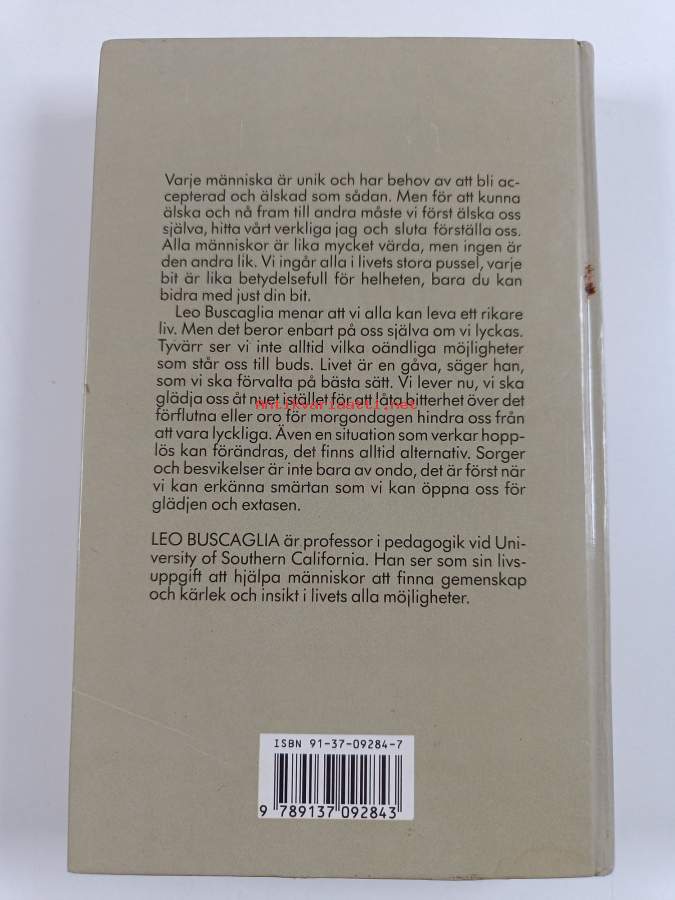 Varje människa är unik och har behov av att bli ac-
cepterad och älskad som sådan. Men för att kunna
älska och nå fram till andra måste vi först älska oss
själva, hitta vårt verkliga jag och sluta förställa oss.
Alla människor är lika mycket värda, men ingen är
den andra lik. Vi ingår alla i livets stora pussel, varje
bit är lika betydelsefull för helheten, bara du kan
bidra med just din bit.
Leo Buscaglia menar att vi alla kan leva ett rikare
liv. Men det beror enbart på oss själva om vi lyckas.
Tyvärr ser vi inte alltid vilka oändliga möjligheter
som står oss till buds. Livet är en gåva, säger han,
som vi ska förvalta på bästa sätt. Vi lever nu, vi ska
glädja oss åt nuet istället för att låta bitterhet över det
Antikvariaatti.net
förflutna eller oro för morgondagen hindra oss från
att vara lyckliga. Även en situation som verkar hopp-
lös kan förändras, det finns alltid alternativ. Sorger
och besvikelser är inte bara av ondo, det är först när
vi kan erkänna smärtan som vi kan öppna oss för
glädjen och extasen.
LEO BUSCAGLIA är professor i pedagogik vid Uni-
versity of Southern California. Han ser som sin livs-
uppgift att hjälpa människor att finna gemenskap
och kärlek och insikt i livets alla möjligheter.
ISBN 91-37-09284-7
9 789137 092843